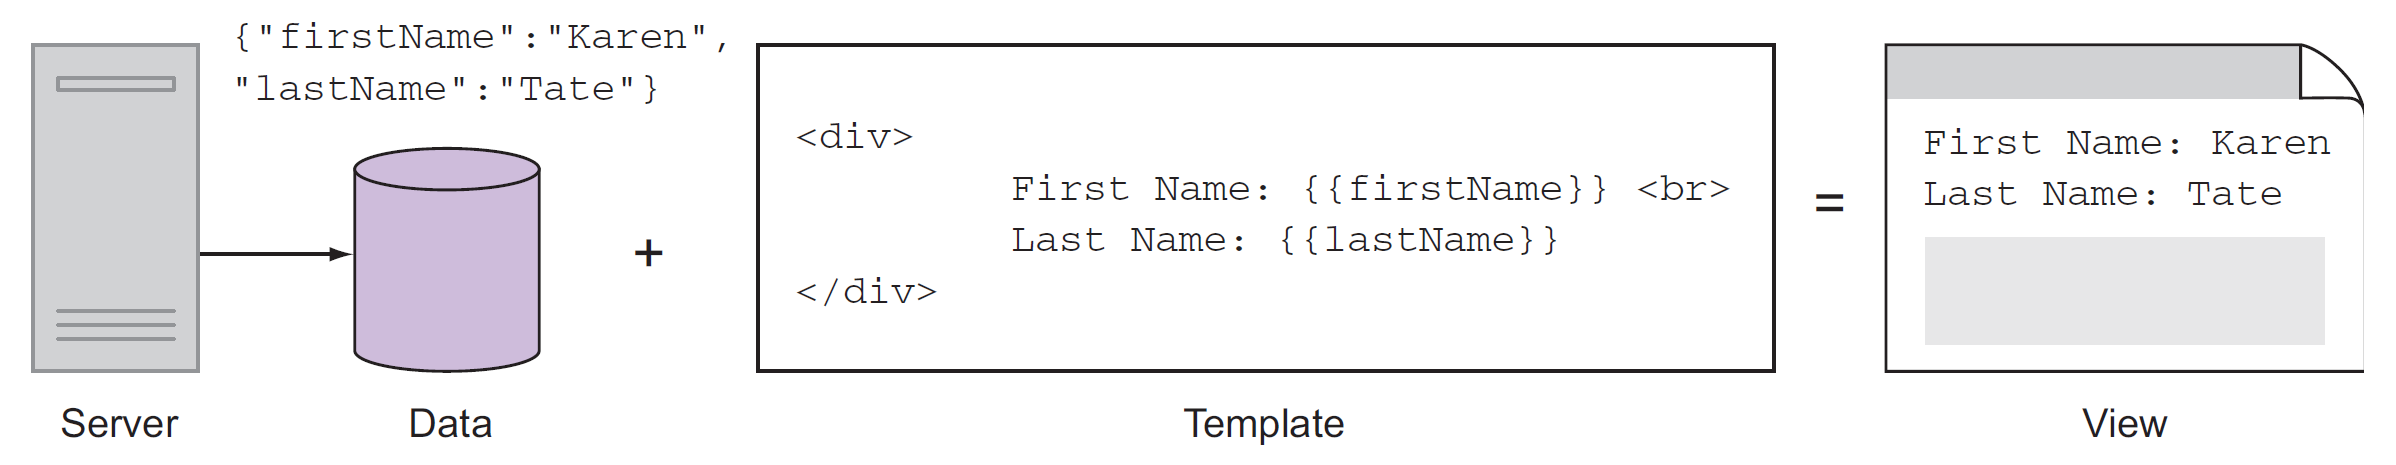 {"firstName":"Karen",
"lastName":"Tate"}
<div>
First Name: {{firstName}} <br>
Last Name: {{lastName}}
</div>
+
=
First Name: Karen
Last Name: Tate
Server
Data
Template
View